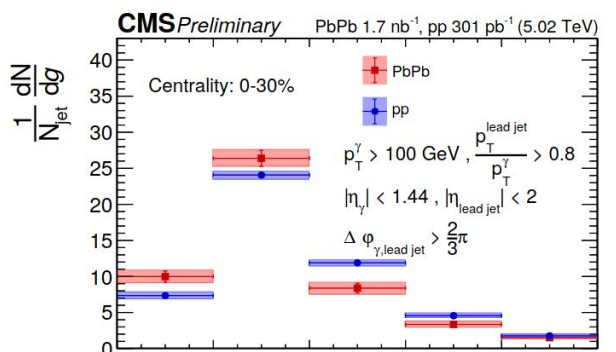 CMS Preliminary PbPb 1.7 nb⁻¹, pp 301 pb⁻¹ (5.02 TeV)
1/N_jet dN/dg
40
35
30
25
20
15
10
5
0
Centrality: 0-30%
PbPb
pp
p_T^γ > 100 GeV , p_T^lead jet / p_T^γ > 0.8
|η_γ| < 1.44 , |η_lead jet| < 2
Δ φ_γ,lead jet > 2/3 π